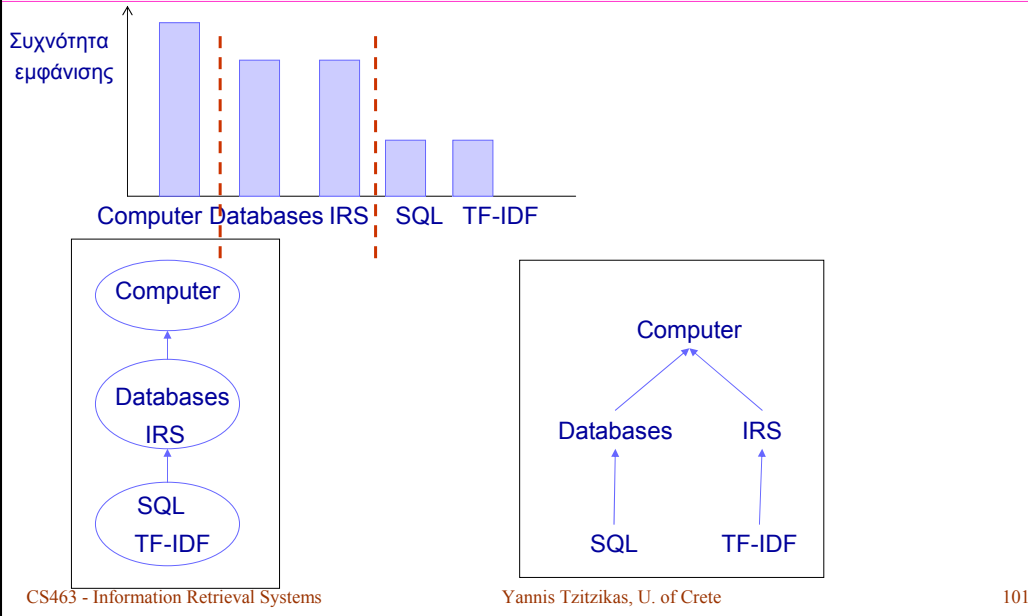 Συχνότητα
εμφάνισης
Computer Databases IRS SQL TF-IDF
Computer
Databases
IRS
SQL
TF-IDF
Computer
Databases IRS
SQL TF-IDF
CS463 - Information Retrieval Systems Yannis Tzitzikas, U. of Crete 101